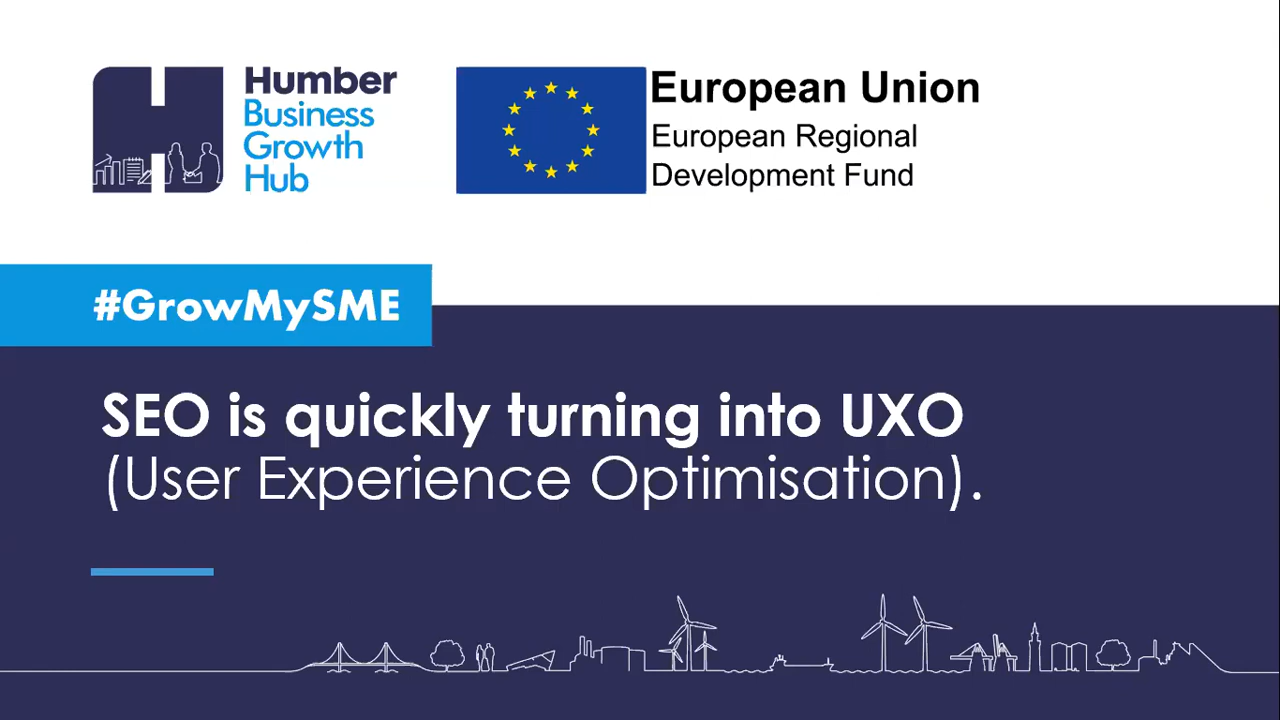 Humber
Business
Growth
Hub
European Union
European Regional
Development Fund
#GrowMySME
SEO is quickly turning into UXO
(User Experience Optimisation).